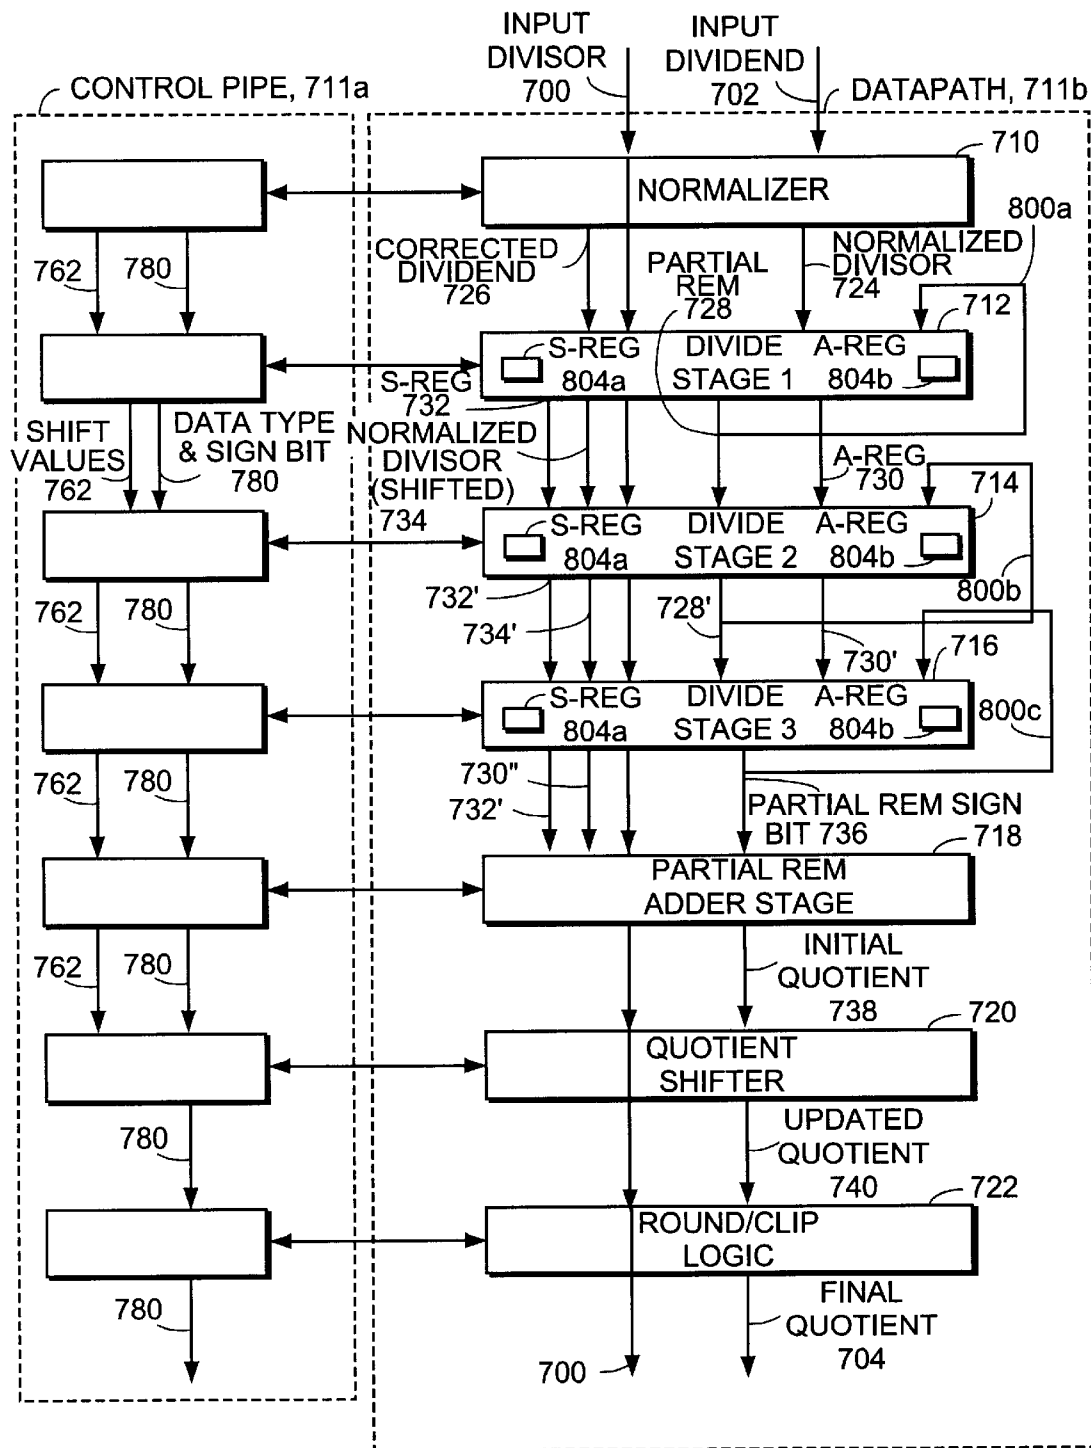 INPUT
DIVISOR
700
INPUT
DIVIDEND
702
CONTROL PIPE, 711a
DATAPATH, 711b
710
NORMALIZER
800a
762
780
CORRECTED
DIVIDEND
726
PARTIAL
REM
728
NORMALIZED
DIVISOR
724
712
S-REG
804a
DIVIDE
STAGE 1
A-REG
804b
S-REG
732
SHIFT
VALUES
762
DATA TYPE
& SIGN BIT
780
NORMALIZED
DIVISOR
(SHIFTED)
734
A-REG
730
714
S-REG
804a
DIVIDE
STAGE 2
A-REG
804b
800b
762
780
732'
734'
728'
730'
716
S-REG
804a
DIVIDE
STAGE 3
A-REG
804b
800c
762
780
730"
732'
PARTIAL REM SIGN
BIT 736
718
PARTIAL REM
ADDER STAGE
762
780
INITIAL
QUOTIENT
738
720
QUOTIENT
SHIFTER
780
UPDATED
QUOTIENT
740
722
ROUND/CLIP
LOGIC
780
700
FINAL
QUOTIENT
704